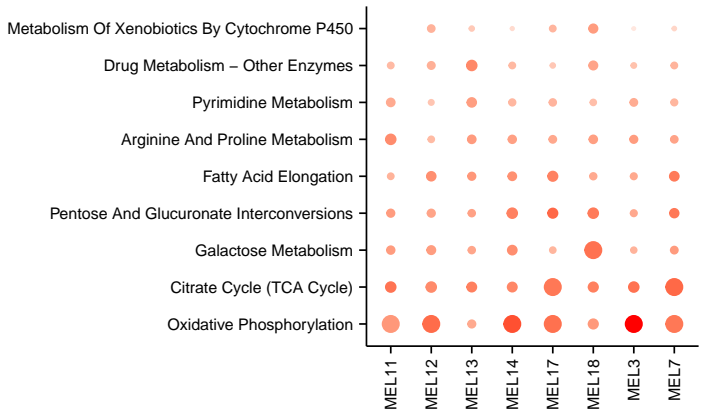 Metabolism Of Xenobiotics By Cytochrome P450
Drug Metabolism − Other Enzymes
Pyrimidine Metabolism
Arginine And Proline Metabolism
Fatty Acid Elongation
Pentose And Glucuronate Interconversions
Galactose Metabolism
Citrate Cycle (TCA Cycle)
Oxidative Phosphorylation
MEL11
MEL12
MEL13
MEL14
MEL17
MEL18
MEL3
MEL7